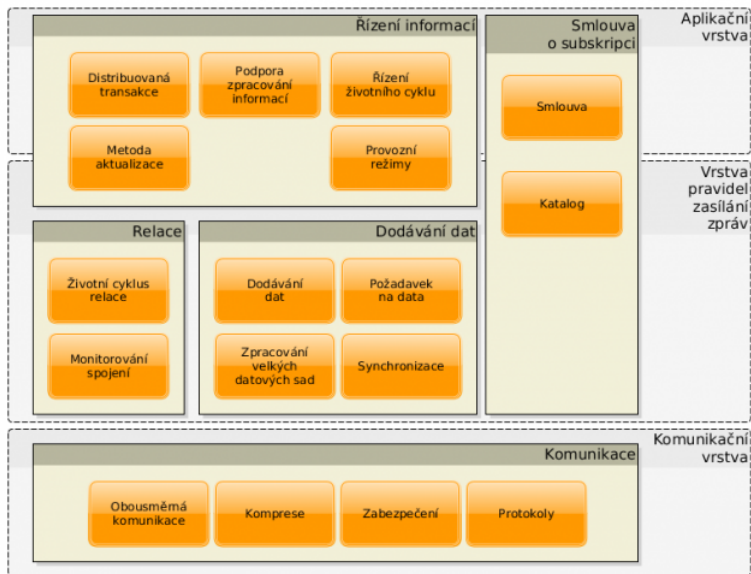 Řízení informací
Smlouva
o subskripci
Aplikační
vrstva
Distribuovaná
transakce
Podpora
zpracování
informací
Řízení
životního cyklu
Smlouva
Metoda
aktualizace
Provozní
režimy
Vrstva
pravidel
zasílání
zpráv
Katalog
Relace
Dodávání dat
Životní cyklus
relace
Dodávání
dat
Požadavek
na data
Monitorování
spojení
Zpracování
velkých
datových sad
Synchronizace
Komunikační
vrstva
Komunikace
Obousměrná
komunikace
Komprese
Zabezpečení
Protokoly